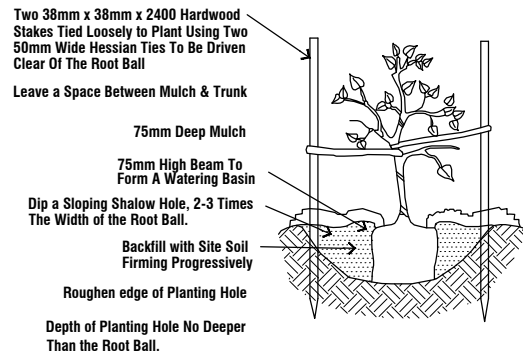 Two 38mm x 38mm x 2400 Hardwood
Stakes Tied Loosely to Plant Using Two
50mm Wide Hessian Ties To Be Driven
Clear Of The Root Ball
Leave a Space Between Mulch & Trunk
75mm Deep Mulch
75mm High Beam To
Form A Watering Basin
Dip a Sloping Shalow Hole, 2-3 Times
The Width of the Root Ball.
Backfill with Site Soil
Firming Progressively
Roughen edge of Planting Hole
Depth of Planting Hole No Deeper
Than the Root Ball.